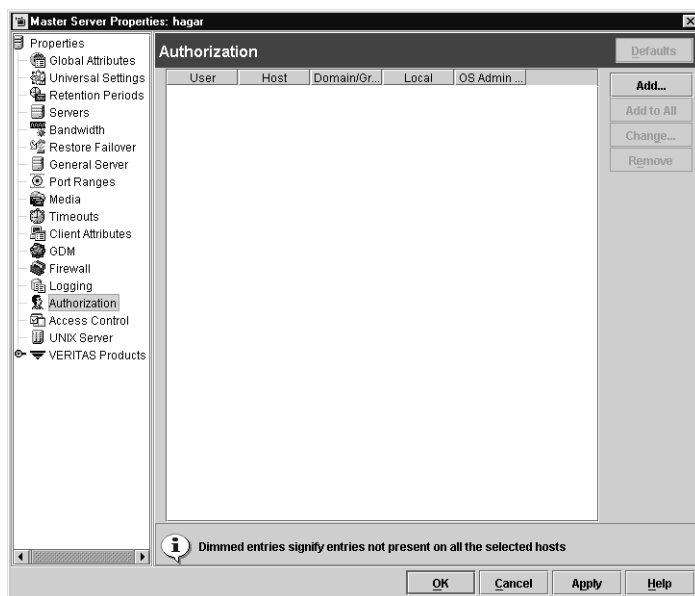 Master Server Properties: hagar
Properties
Global Attributes
Universal Settings
Retention Periods
Servers
Bandwidth
Restore Failover
General Server
Port Ranges
Media
Timeouts
Client Attributes
GDM
Firewall
Logging
Authorization
Access Control
UNIX Server
VERITAS Products
Authorization
Defaults
User Host Domain/Gr... Local OS Admin ...
Add...
Add to All
Change...
Remove
Dimmed entries signify entries not present on all the selected hosts
OK Cancel Apply Help